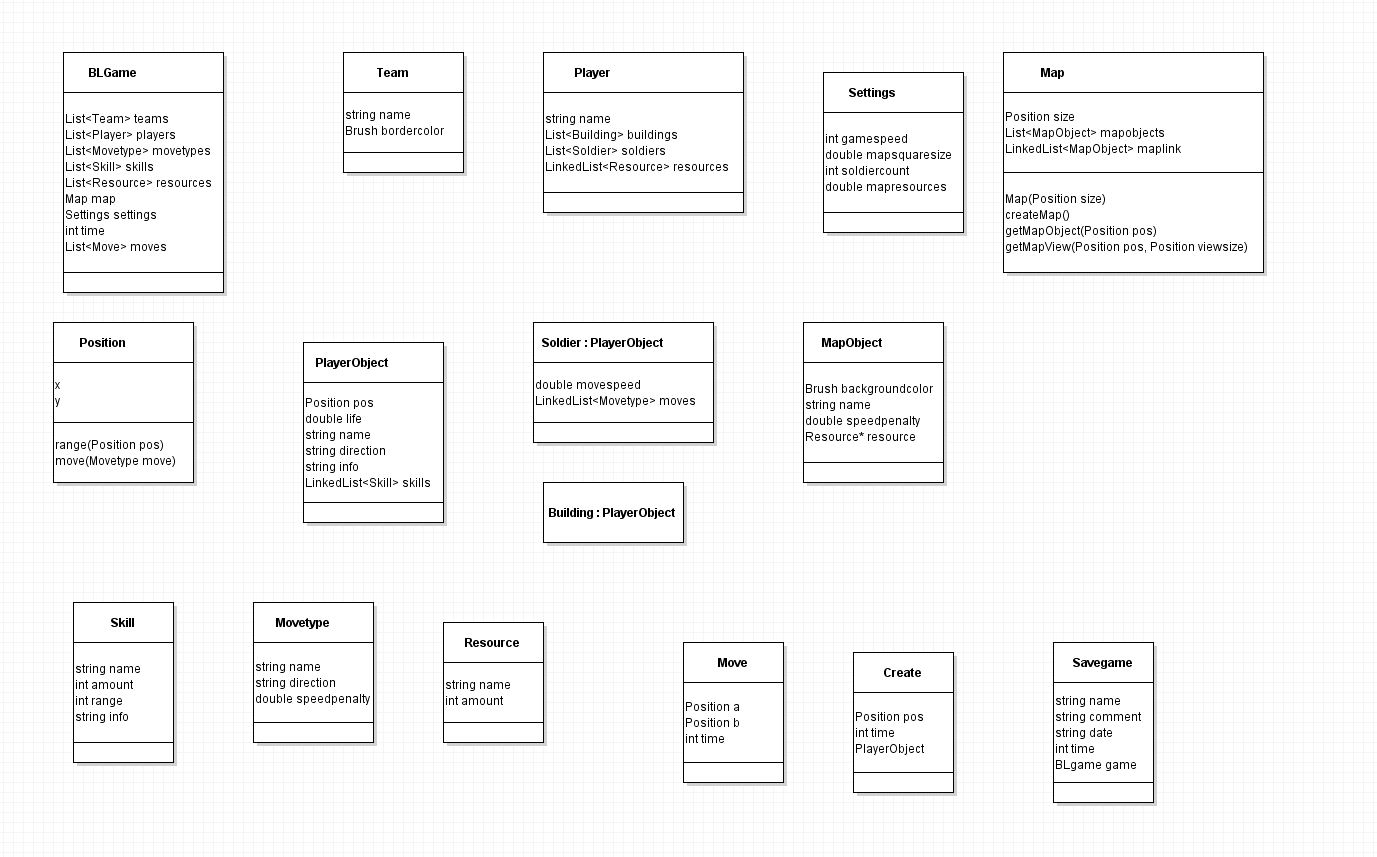 BLGame
List<Team> teams
List<Player> players
List<Movetype> movetypes
List<Skill> skills
List<Resource> resources
Map map
Settings settings
int time
List<Move> moves
Team
string name
Brush bordercolor
Player
string name
List<Building> buildings
List<Soldier> soldiers
LinkedList<Resource> resources
Settings
int gamespeed
double mapsquaresize
int soldiercount
double mapresources
Map
Position size
List<MapObject> mapobjects
LinkedList<MapObject> maplink
Map(Position size)
createMap()
getMapObject(Position pos)
getMapView(Position pos, Position viewsize)
Position
x
y
range(Position pos)
move(Movetype move)
PlayerObject
Position pos
double life
string name
string direction
string info
LinkedList<Skill> skills
Soldier : PlayerObject
double movespeed
LinkedList<Movetype> moves
Building : PlayerObject
MapObject
Brush backgroundcolor
string name
double speedpenalty
Resource* resource
Skill
string name
int amount
int range
string info
Movetype
string name
string direction
double speedpenalty
Resource
string name
int amount
Move
Position a
Position b
int time
Create
Position pos
int time
PlayerObject
Savegame
string name
string comment
string date
int time
BLgame game